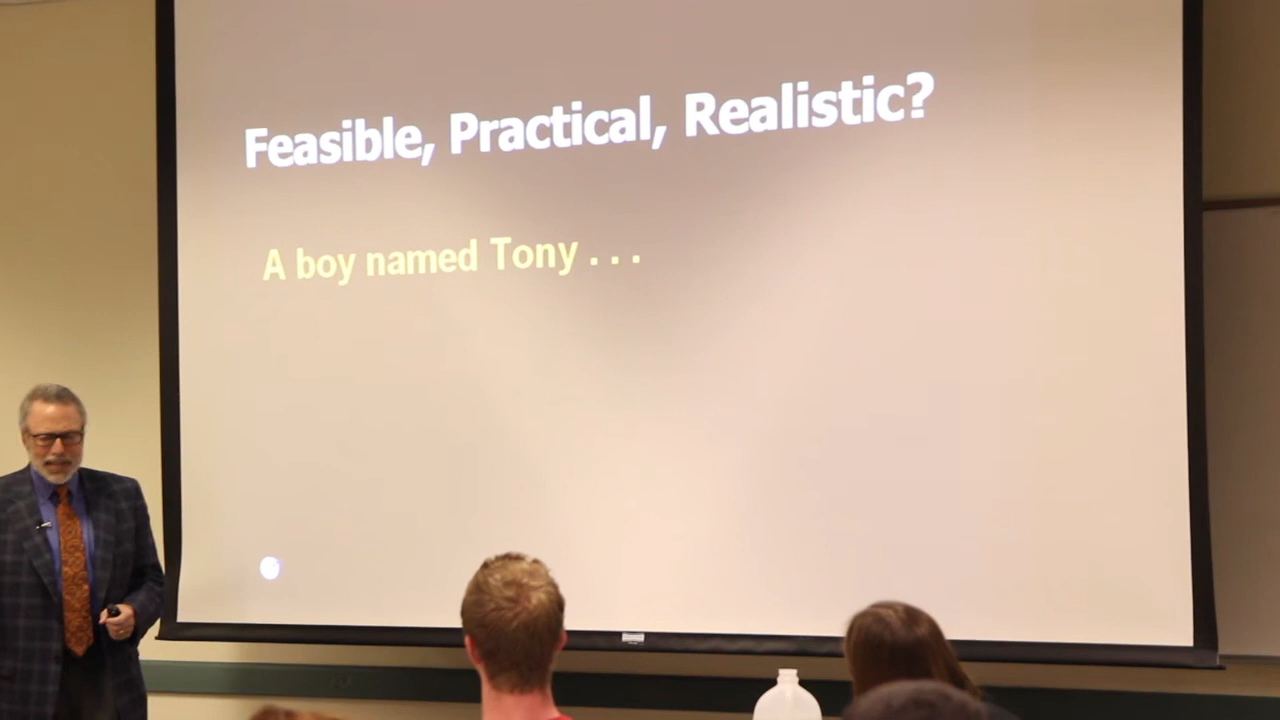 Feasible, Practical, Realistic?
A boy named Tony . . .